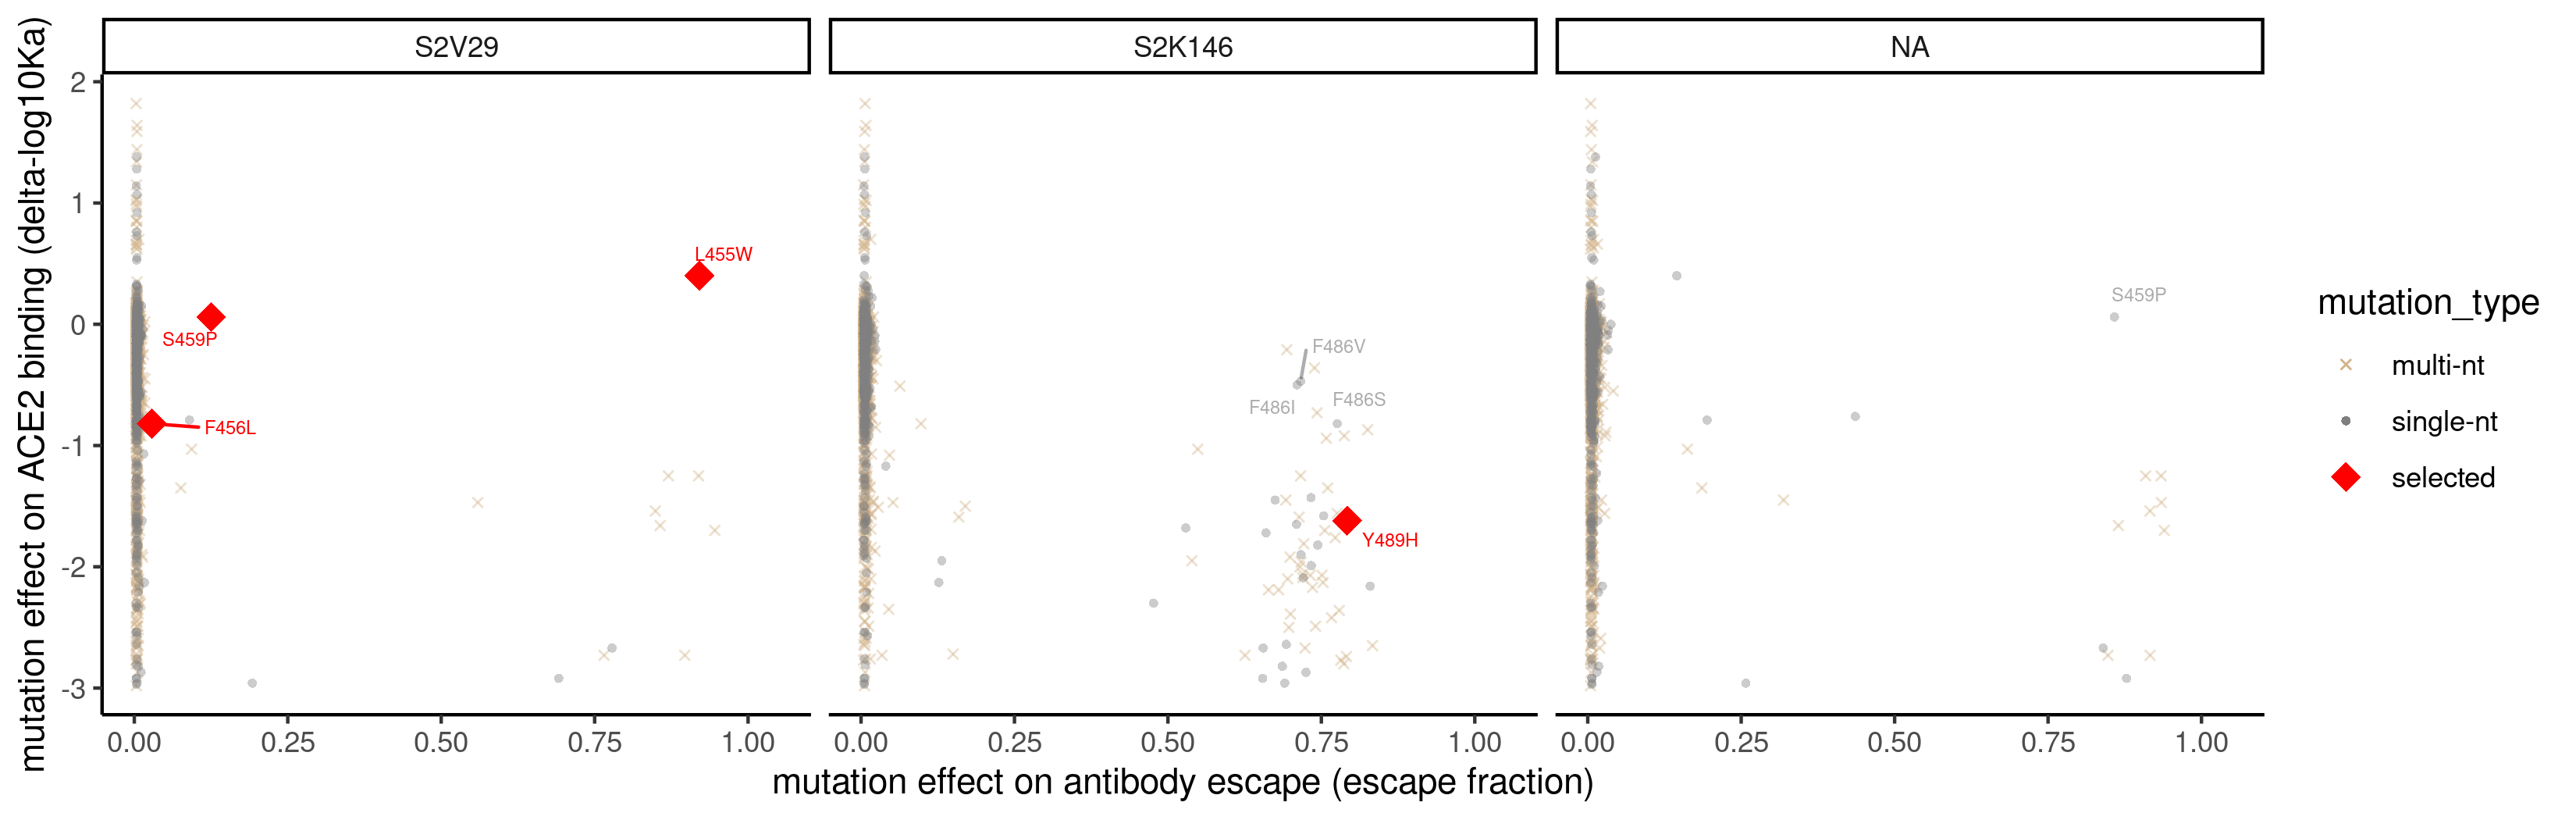 S2V29
S2K146
NA
mutation effect on ACE2 binding (delta-log10Ka)
2
1
0
-1
-2
-3
L455W
S459P
F456L
F486V
F486I
F486S
Y489H
S459P
0.00 0.25 0.50 0.75 1.00
0.00 0.25 0.50 0.75 1.00
0.00 0.25 0.50 0.75 1.00
mutation effect on antibody escape (escape fraction)
mutation_type
multi-nt
single-nt
selected